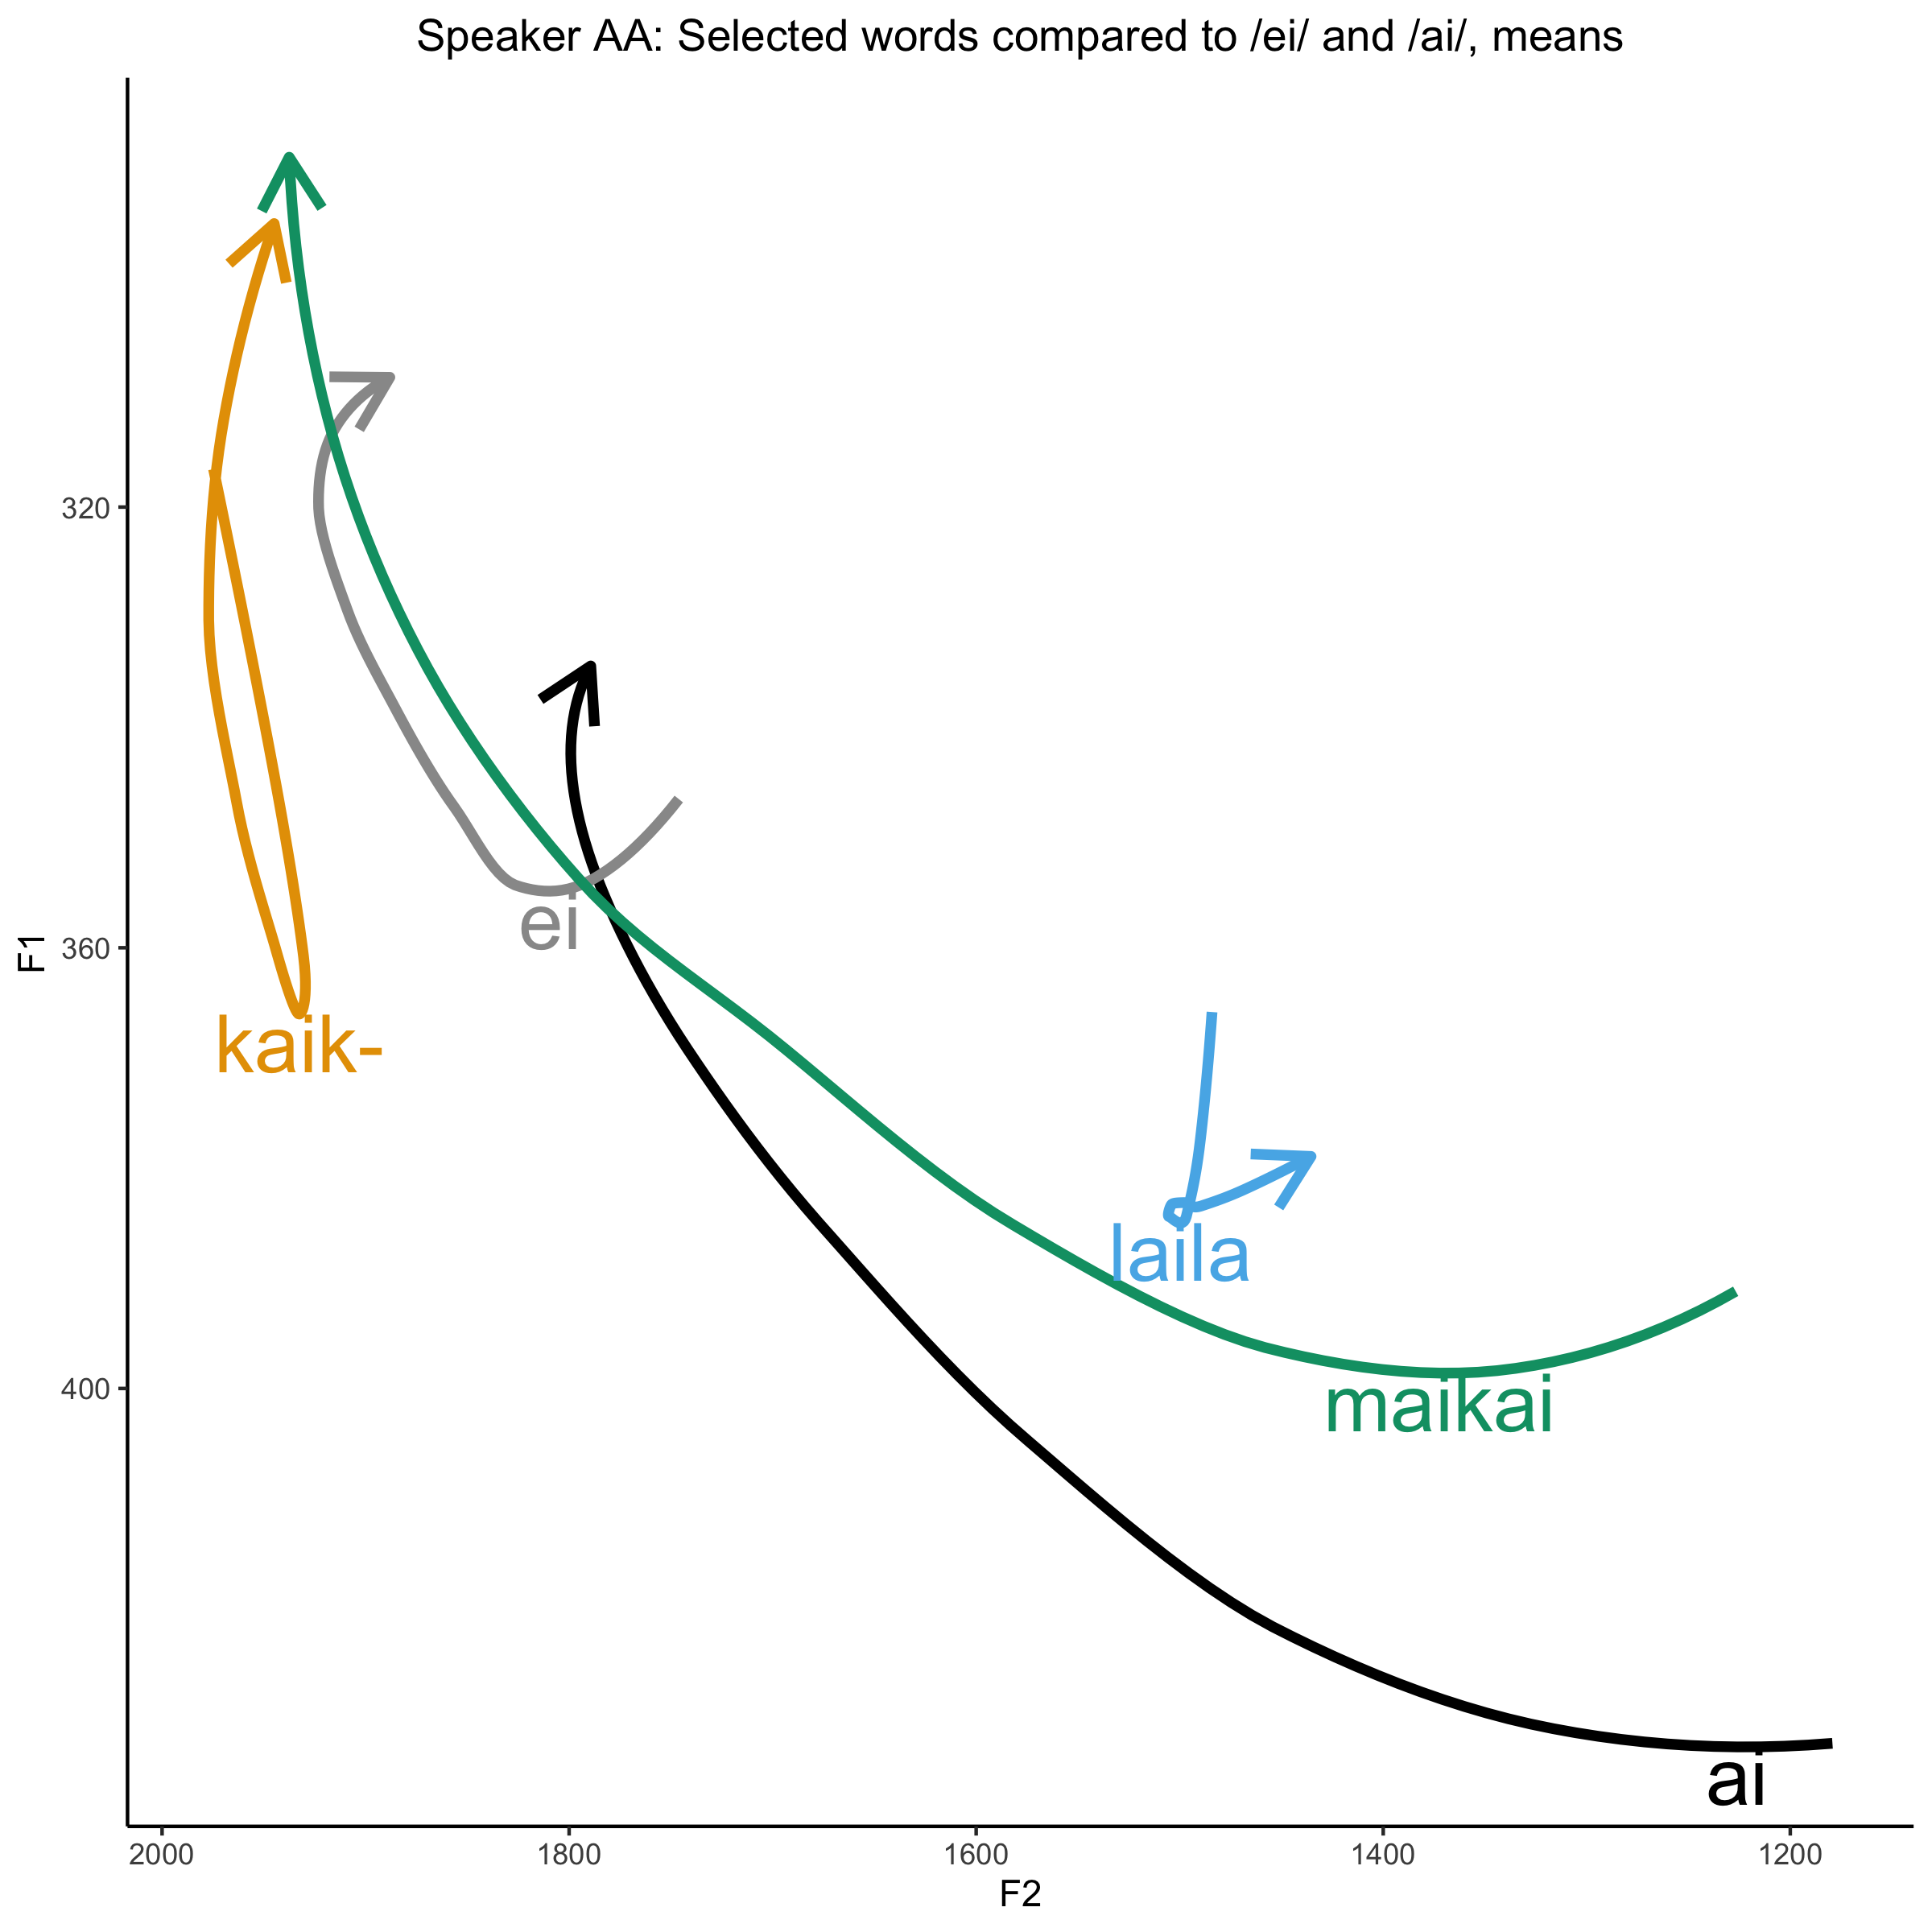 Speaker AA: Selected words compared to /ei/ and /ai/, means
320
ei
F1
360
kaik-
laila
400
maikai
ai
2000 1800 1600 1400 1200
F2